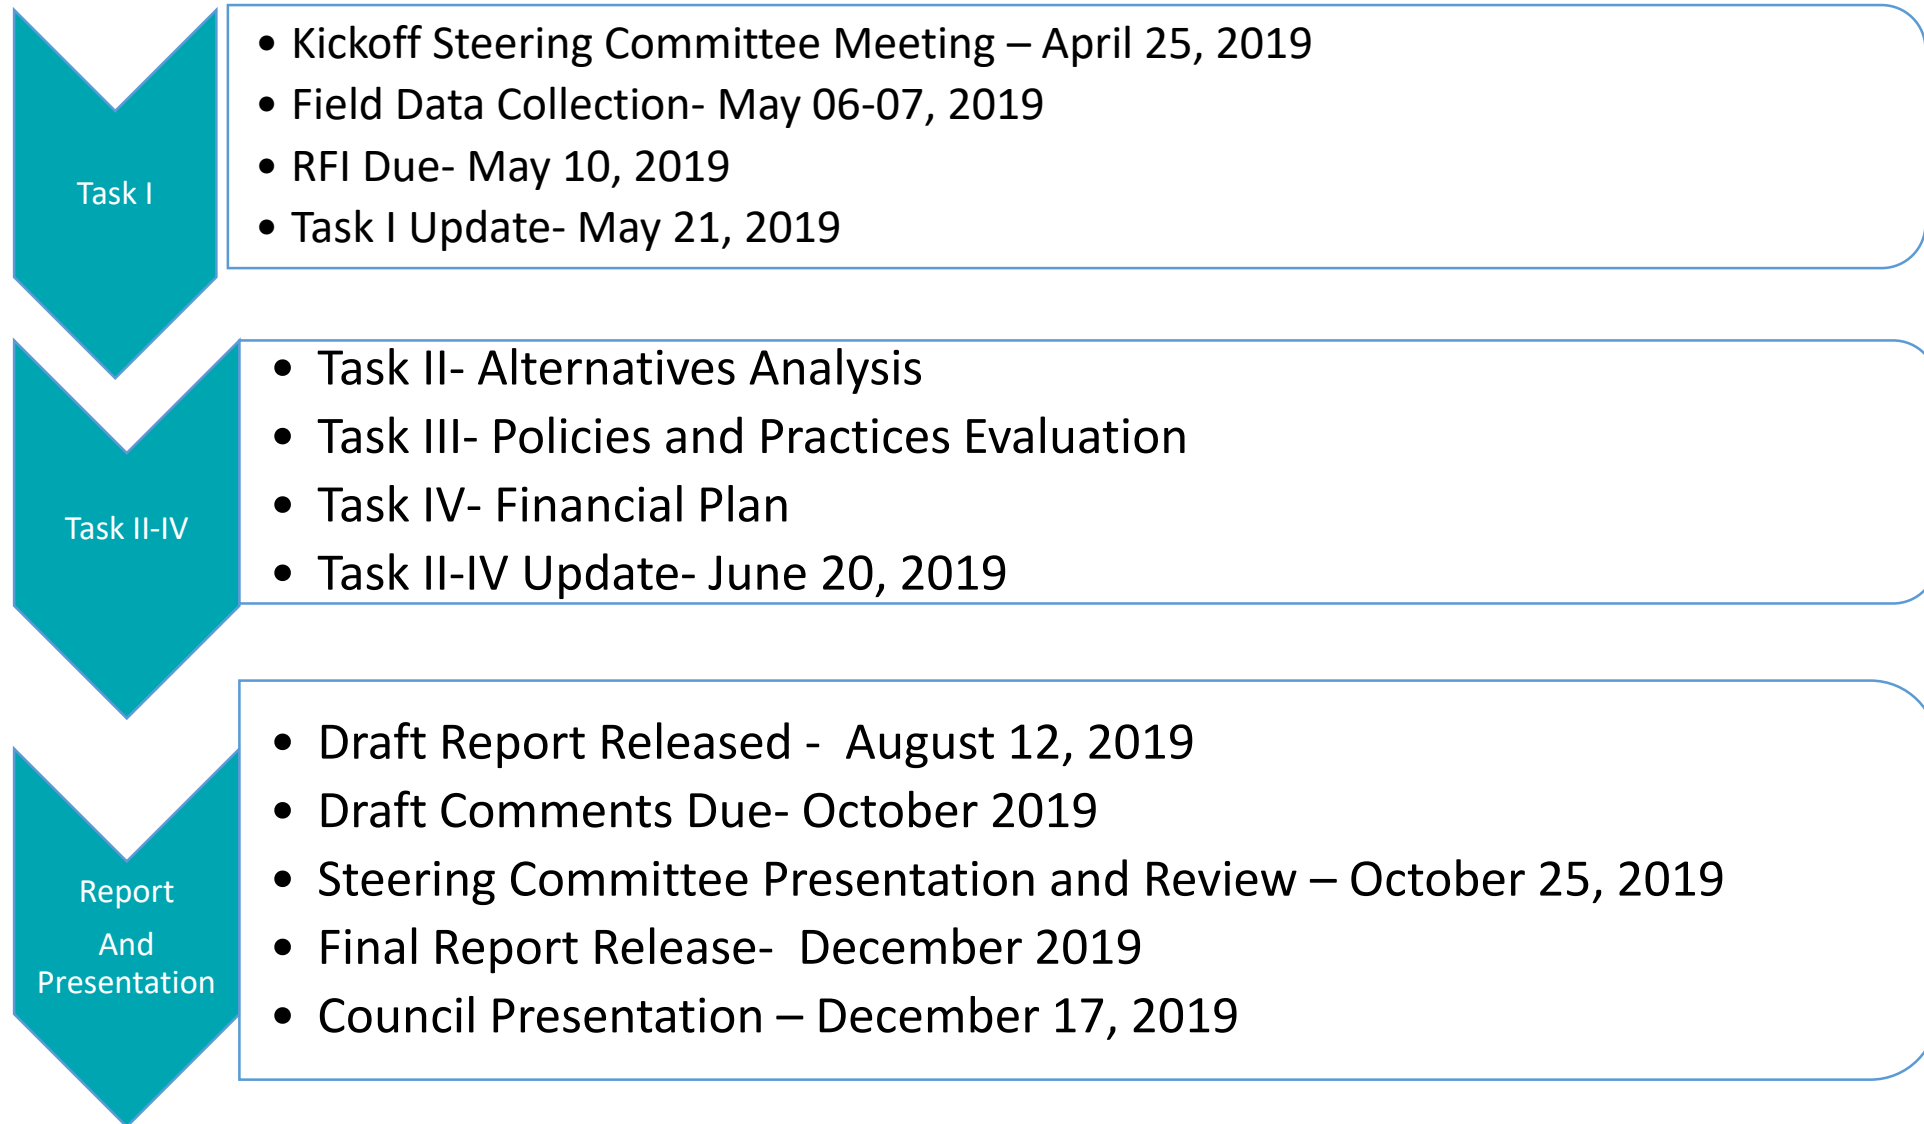 Task I
• Kickoff Steering Committee Meeting – April 25, 2019
• Field Data Collection- May 06-07, 2019
• RFI Due- May 10, 2019
• Task I Update- May 21, 2019
Task II-IV
• Task II- Alternatives Analysis
• Task III- Policies and Practices Evaluation
• Task IV- Financial Plan
• Task II-IV Update- June 20, 2019
Report
And
Presentation
• Draft Report Released -  August 12, 2019
• Draft Comments Due- October 2019
• Steering Committee Presentation and Review – October 25, 2019
• Final Report Release-  December 2019
• Council Presentation – December 17, 2019